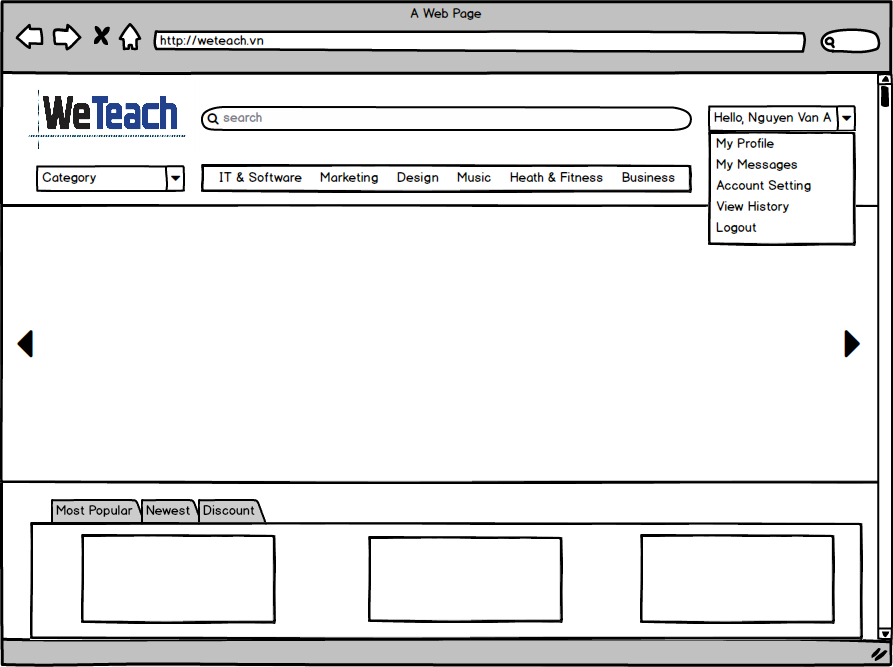 A Web Page
http://weteach.vn
WeTeach
search
Hello, Nguyen Van A
My Profile
My Messages
Account Setting
View History
Logout
Category
IT & Software Marketing Design Music Heath & Fitness Business
Most Popular Newest Discount